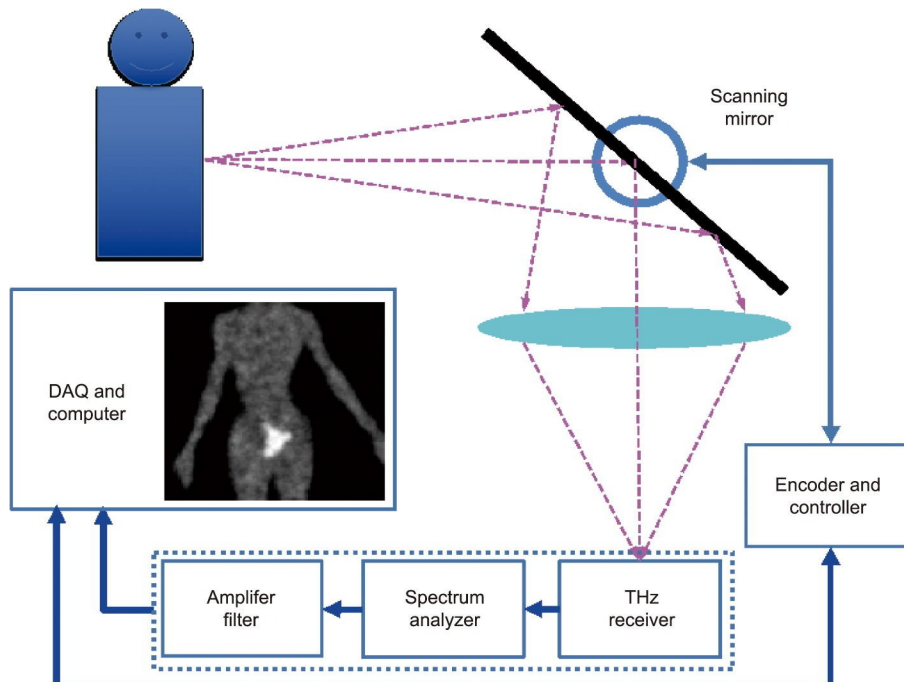 Scanning
mirror
DAQ and
computer
Encoder and
controller
Amplifer
filter
Spectrum
analyzer
THz
receiver